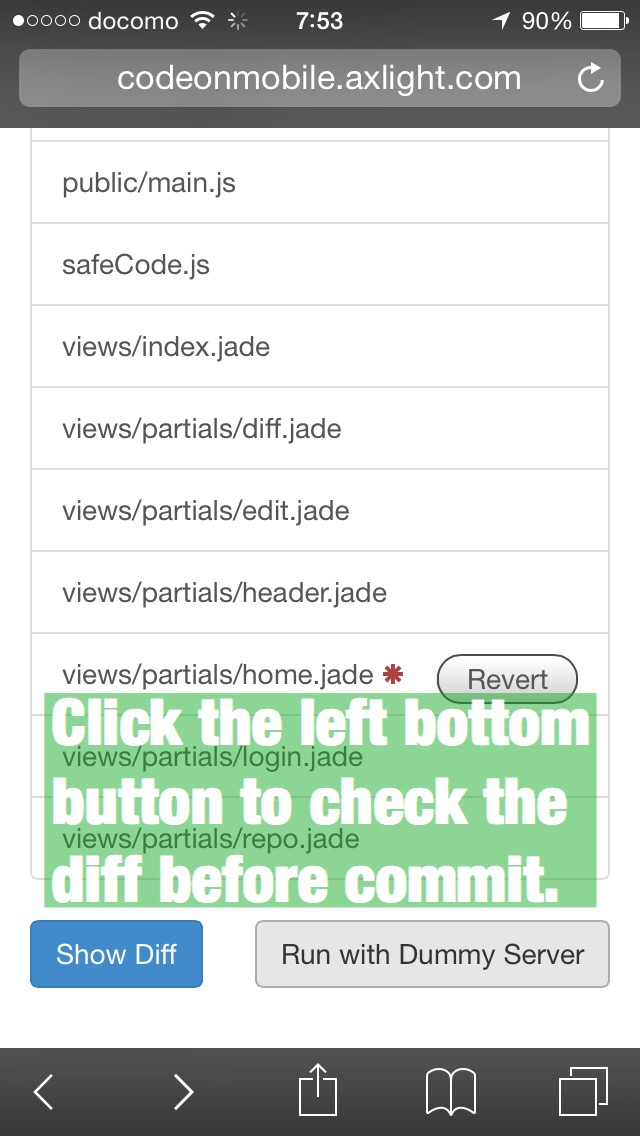 docomo 7:53 90%
codeonmobile.axlight.com
public/main.js
safeCode.js
views/index.jade
views/partials/diff.jade
views/partials/edit.jade
views/partials/header.jade
views/partials/home.jade Revert
Click the left bottom
views/partials/login.jade
button to check the
views/partials/repo.jade
diff before commit.
Show Diff Run with Dummy Server